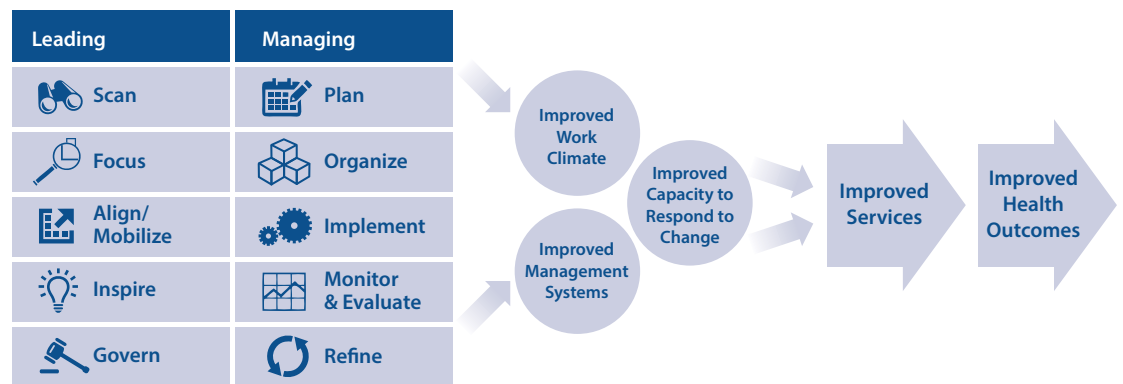 Leading
Managing
Scan
Plan
Focus
Organize
Align/
Mobilize
Implement
Inspire
Monitor
& Evaluate
Govern
Refine
Improved
Work
Climate
Improved
Management
Systems
Improved
Capacity to
Respond to
Change
Improved
Services
Improved
Health
Outcomes